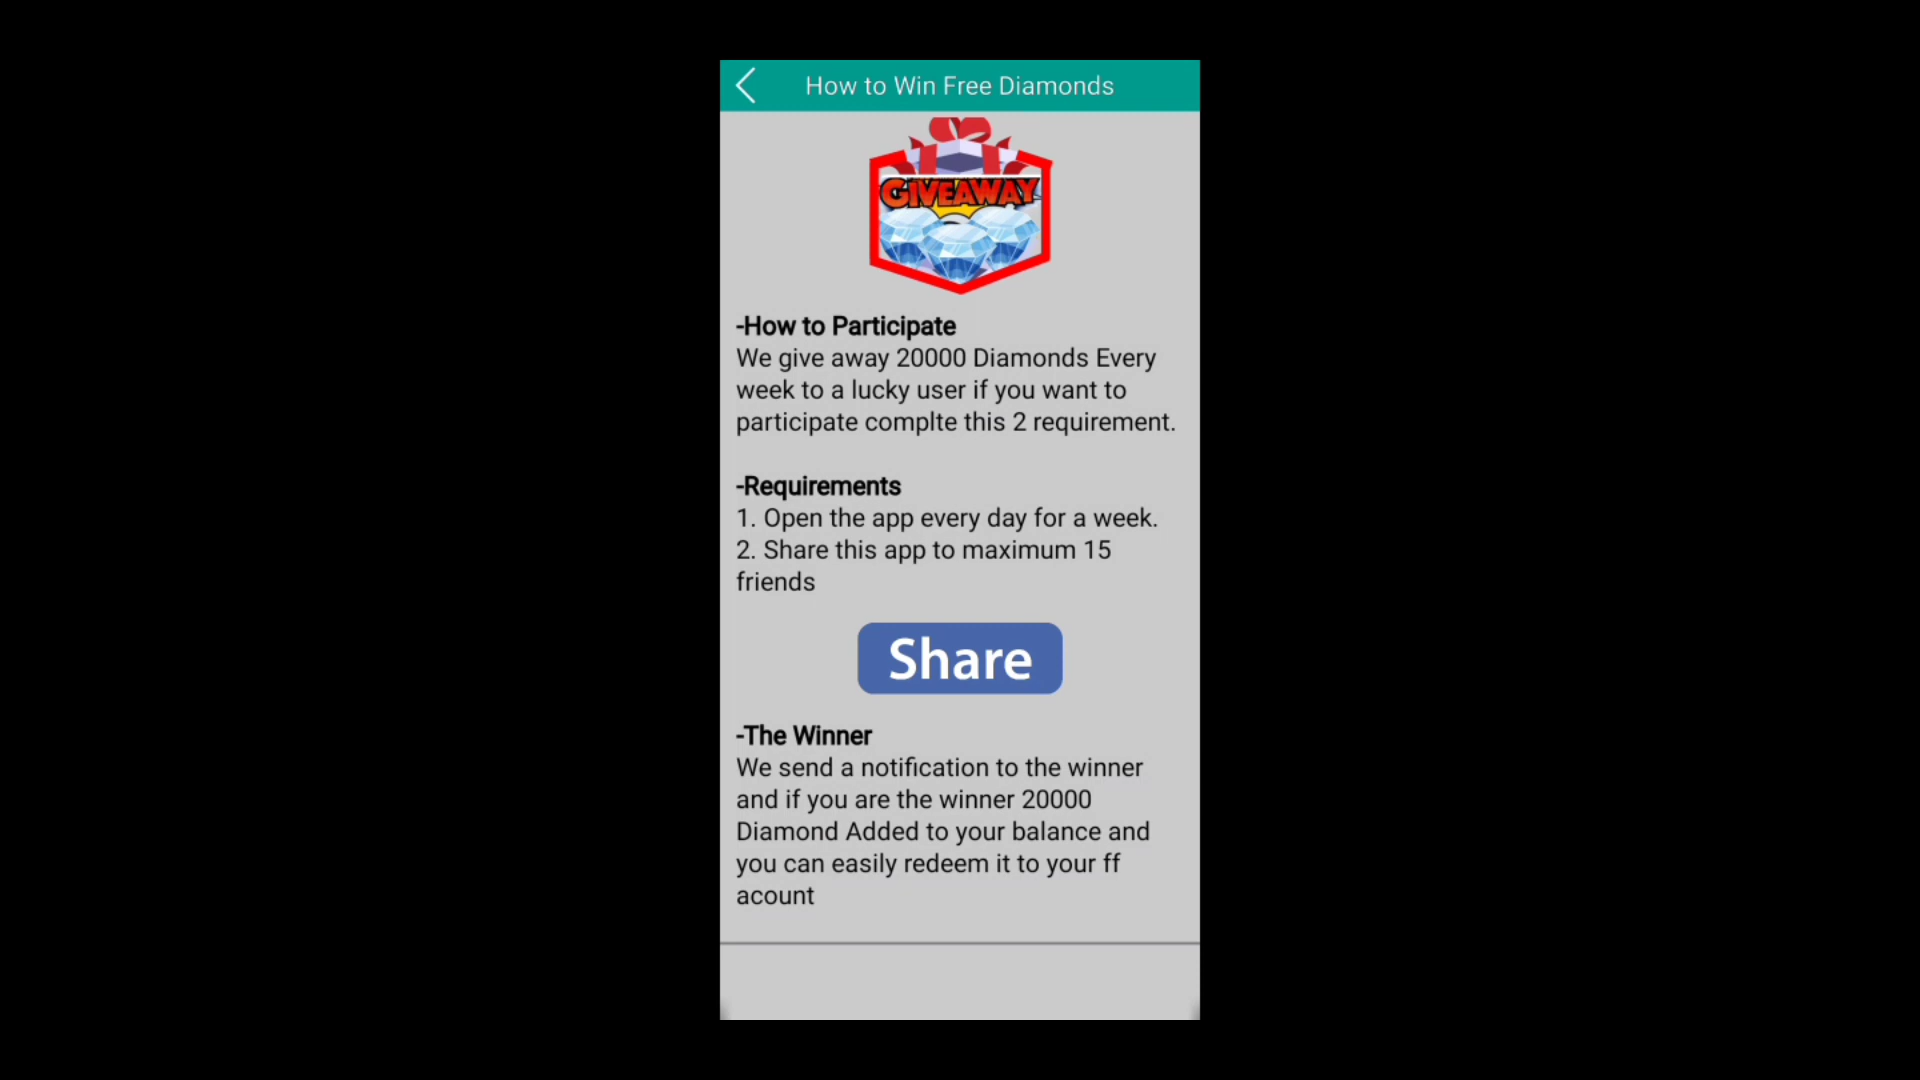 How to Win Free Diamonds
GIVEAWAY
-How to Participate
We give away 20000 Diamonds Every
week to a lucky user if you want to
participate complte this 2 requirement.
-Requirements
1. Open the app every day for a week.
2. Share this app to maximum 15
friends
Share
-The Winner
We send a notification to the winner
and if you are the winner 20000
Diamond Added to your balance and
you can easily redeem it to your ff
acount